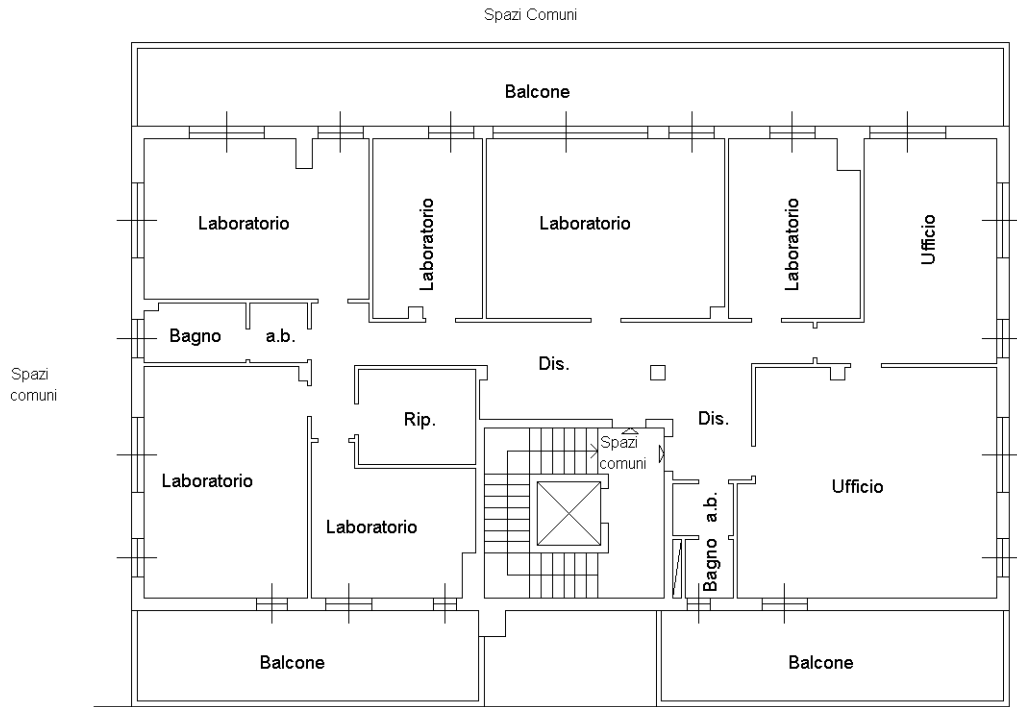 Spazi Comuni
Balcone
Laboratorio
Laboratorio
Laboratorio
Laboratorio
Ufficio
Bagno
a.b.
Dis.
Spazi
comuni
Rip.
Dis.
Spazi
comuni
Laboratorio
Laboratorio
Ufficio
a.b.
Bagno
Balcone
Balcone